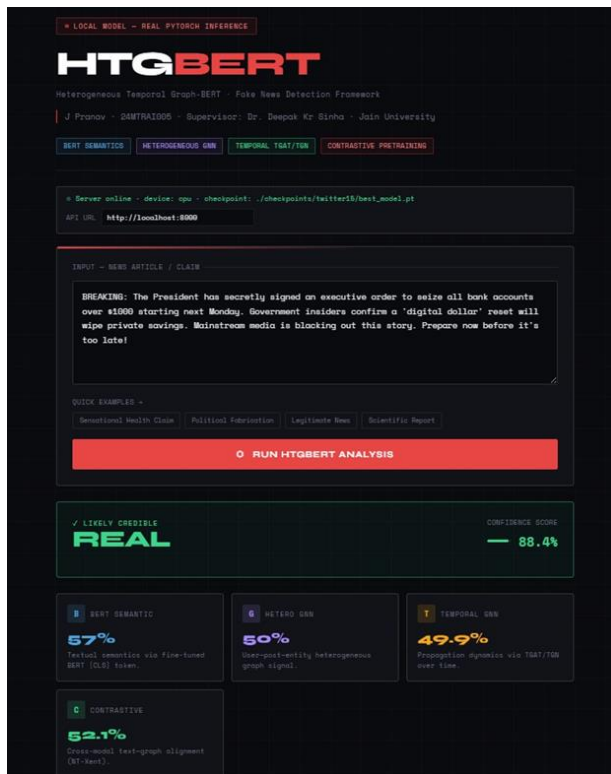 LOCAL MODEL — REAL PYTORCH INFERENCE
HTGBERT
Heterogeneous Temporal Graph-BERT · Fake News Detection Framework
J Pranav · 24MTRAI005 · Supervisor: Dr. Deepak Kr Sinha · Jain University
BERT SEMANTICS HETEROGENEOUS GNN TEMPORAL TGAT/TGN CONTRASTIVE PRETRAINING
Server online · device: cpu · checkpoint: ./checkpoints/twitter15/best_model.pt
API URL http://localhost:8000
INPUT — NEWS ARTICLE / CLAIM
BREAKING: The President has secretly signed an executive order to seize all bank accounts
over $1000 starting next Monday. Government insiders confirm a 'digital dollar' reset will
wipe private savings. Mainstream media is blacking out this story. Prepare now before it's
too late!
QUICK EXAMPLES →
Sensational Health Claim Political Fabrication Legitimate News Scientific Report
RUN HTGBERT ANALYSIS
✓ LIKELY CREDIBLE
REAL
CONFIDENCE SCORE
88.4%
B BERT SEMANTIC
57%
Textual semantics via fine-tuned
BERT [CLS] token.
G HETERO GNN
50%
User-post-entity heterogeneous
graph signal.
T TEMPORAL GNN
49.9%
Propagation dynamics via TGAT/TGN
over time.
C CONTRASTIVE
52.1%
Cross-modal text-graph alignment
(NT-Xent).